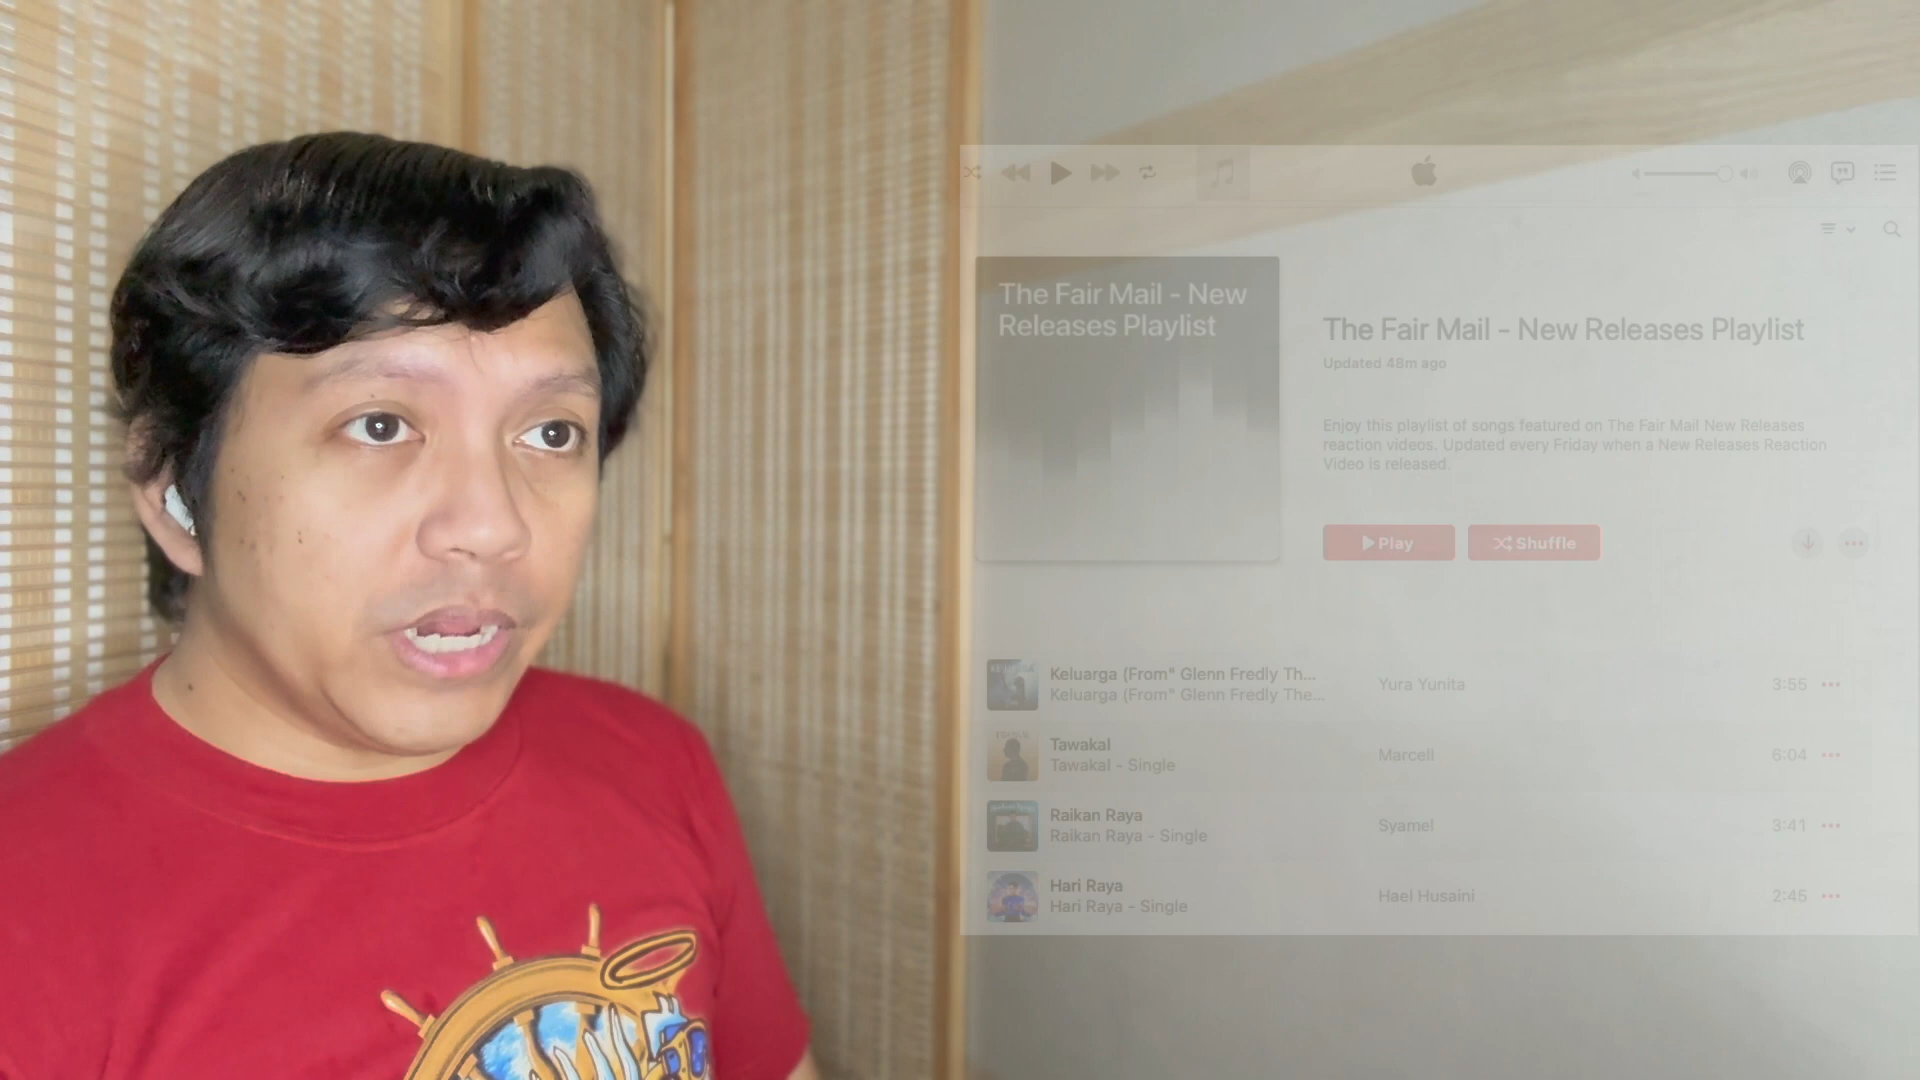 The Fair Mail - New
Releases Playlist
The Fair Mail - New Releases Playlist
Updated 48m ago
Enjoy this playlist of songs featured on The Fair Mail New Releases
reaction videos. Updated every Friday when a New Releases Reaction
Video is released.
Play
Shuffle
Keluarga (From" Glenn Fredly Th...
Keluarga (From" Glenn Fredly The...
Yura Yunita
3:55
Tawakal
Tawakal - Single
Marcell
6:04
Raikan Raya
Raikan Raya - Single
Syamel
3:41
Hari Raya
Hari Raya - Single
Hael Husaini
2:45